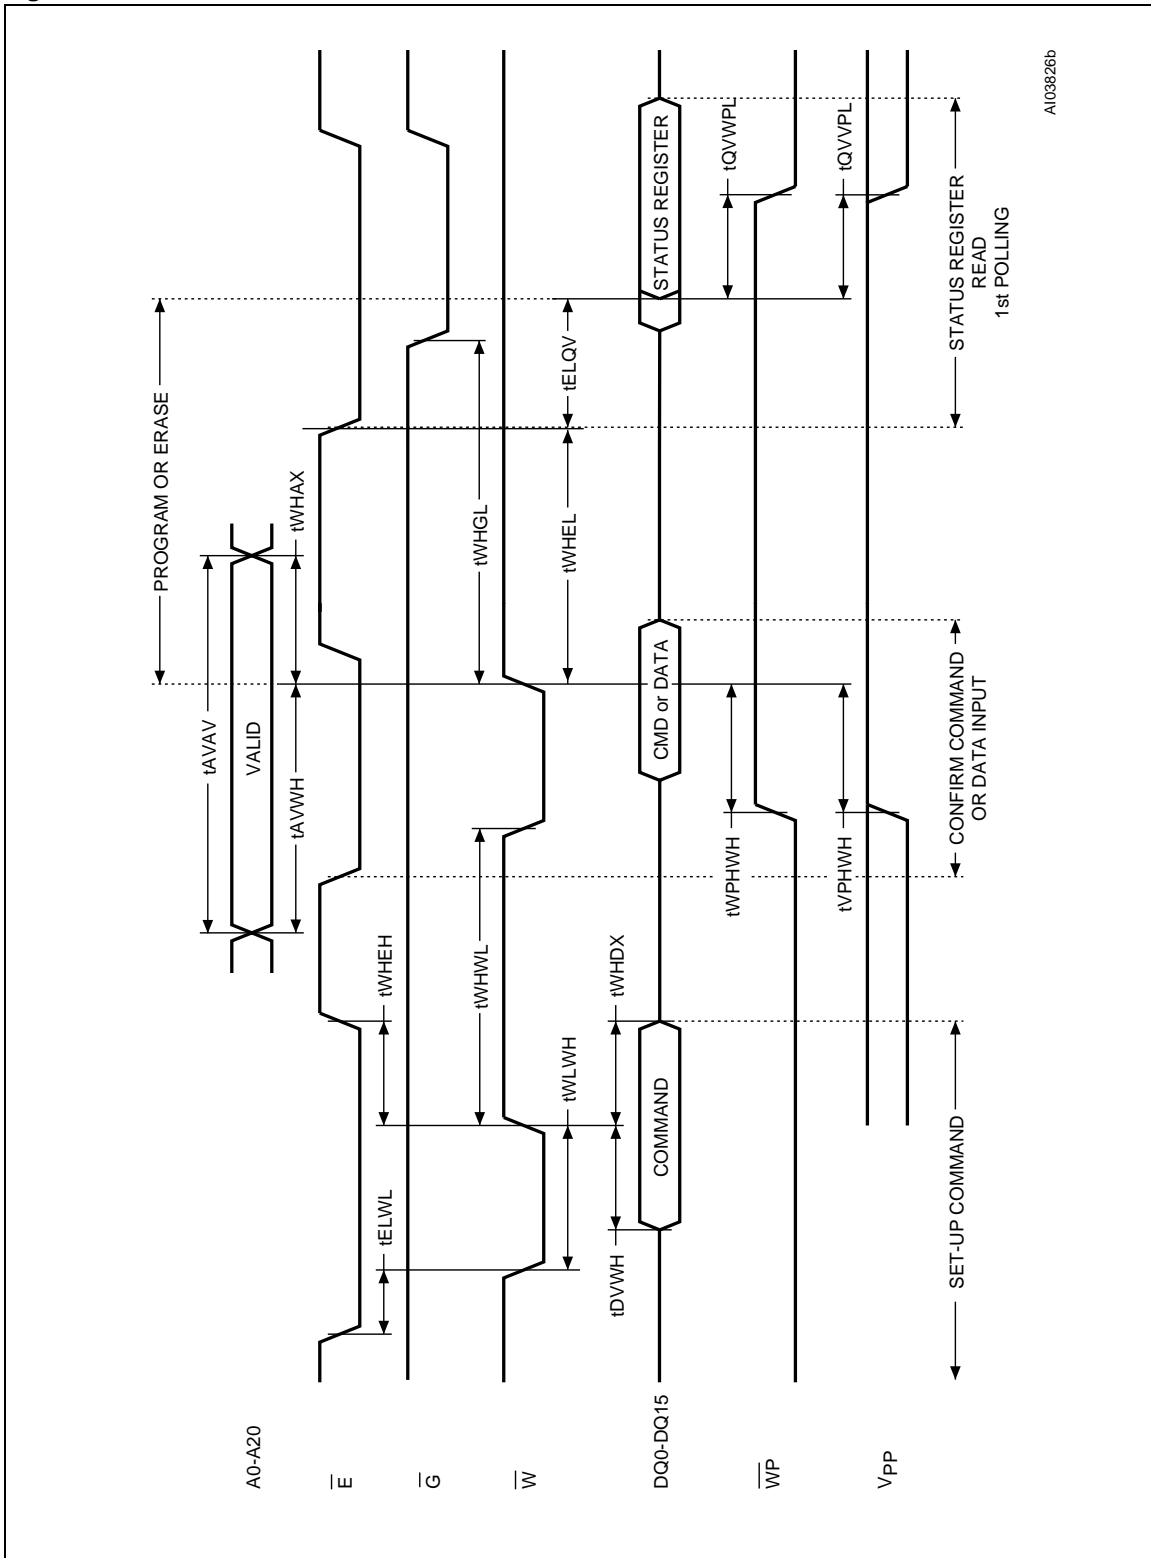 A0-A20
VALID
tAVAV
tAVWH
tWHAX
PROGRAM OR ERASE
E
tELWL
tWHEH
G
tWHWL
tWHGL
W
tWLWH
tWHEL
tELQV
tDVWH
tWHDX
DQ0-DQ15
COMMAND
CMD or DATA
STATUS REGISTER
WP
tWPHWH
tQVWPL
VPP
tVPHWH
tQVVPL
SET-UP COMMAND
CONFIRM COMMAND
OR DATA INPUT
STATUS REGISTER
READ
1st POLLING
AI03826b